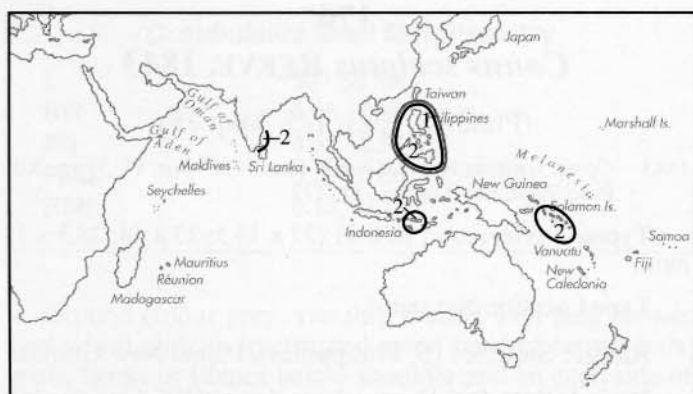 Japan
Taiwan
1 Philippines
2
Gulf of Oman
Gulf of Aden
2
Marshall Is.
Maldives
Sri Lanka
Melanesia
Seychelles
New Guinea
Solomon Is.
2
2
Indonesia
Samoa
Vanuatu
Fiji
Mauritius
Réunion
New Caledonia
Madagascar